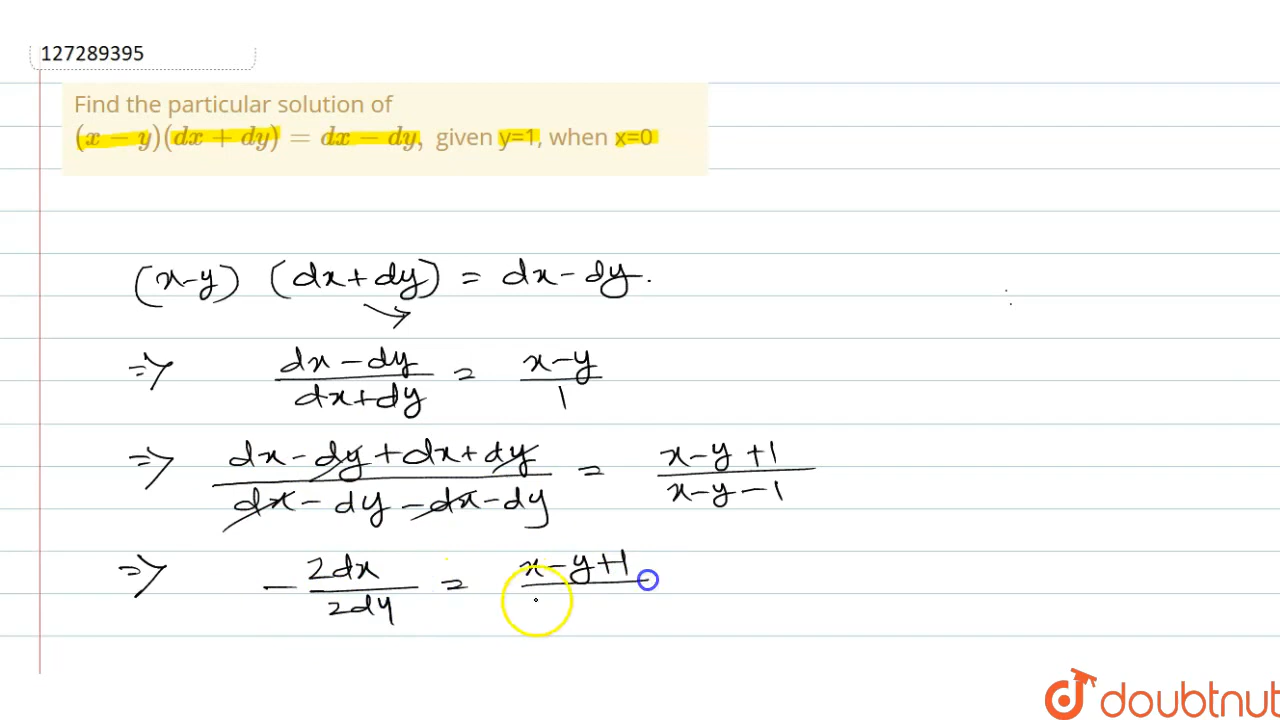 127289395
Find the particular solution of
(x − y)(dx + dy) = dx − dy, given y=1, when x=0
(x-y) (dx+dy) = dx-dy.
⇒ (dx-dy)/(dx+dy) = (x-y)/1
⇒ (dx-dy+dx+dy)/(dx-dy-dx-dy) = (x-y+1)/(x-y-1)
⇒ -2dx/2dy = x-y+1
doubtnut